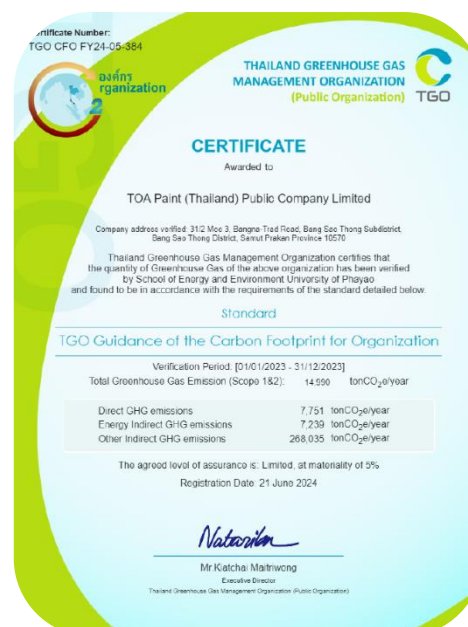 Certificate Number:
TGO CFO FY24-05-384
องค์กร
rganization
2
THAILAND GREENHOUSE GAS
MANAGEMENT ORGANIZATION
(Public Organization)
TGO
CERTIFICATE
Awarded to
TOA Paint (Thailand) Public Company Limited
Company address verified: 31/2 Moo 3, Bangna-Trad Road, Bang Sao Thong Subdistrict,
Bang Sao Thong District, Samut Prakan Province 10570
Thailand Greenhouse Gas Management Organization certifies that
the quantity of Greenhouse Gas of the above organization has been verified
by School of Energy and Environment University of Phayao
and found to be in accordance with the requirements of the standard detailed below.
Standard
TGO Guidance of the Carbon Footprint for Organization
Verification Period: [01/01/2023 - 31/12/2023]
Total Greenhouse Gas Emission (Scope 1&2): 14,990 tonCO₂e/year
Direct GHG emissions 7,751 tonCO₂e/year
Energy Indirect GHG emissions 7,239 tonCO₂e/year
Other Indirect GHG emissions 268,035 tonCO₂e/year
The agreed level of assurance is: Limited, at materiality of 5%
Registration Date: 21 June 2024
Mr Kiatchai Maitriwong
Executive Director
Thailand Greenhouse Gas Management Organization (Public Organization)